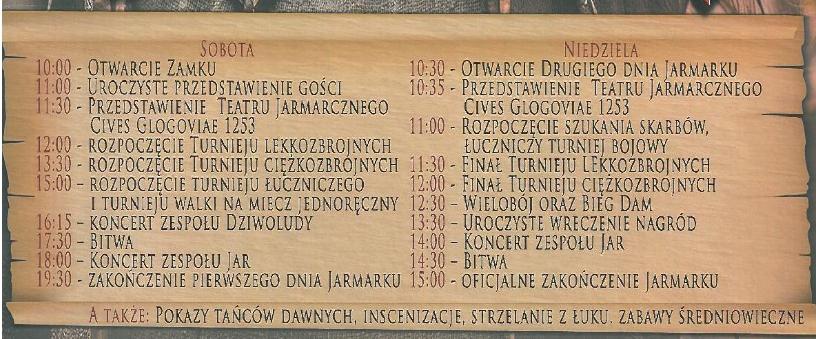 Sobota
10:00 - Otwarcie Zamku
11:00 - Uroczyste przedstawienie gości
11:30 - Przedstawienie Teatru Jarmarcznego
Cives Glogoviae 1253
12:00 - rozpoczęcie Turnieju lekkozbrojnych
13:30 - rozpoczęcie Turnieju ciężkozbrojnych
15:00 - rozpoczęcie turnieju łuczniczego
i turnieju walki na miecz jednoręczny
16:15 - koncert zespołu Dziwoludy
17:30 - Bitwa
18:00 - Koncert zespołu Jar
19:30 - zakończenie pierwszego dnia Jarmarku
Niedziela
10:30 - Otwarcie Drugiego dnia Jarmarku
10:35 - Przedstawienie Teatru Jarmarcznego
Cives Glogoviae 1253
11:00 - Rozpoczęcie szukania skarbów,
łuczniczy turniej bojowy
11:30 - Finał Turnieju Lekkozbrojnych
12:00 - Finał Turnieju ciężkozbrojnych
12:30 - Wielobój oraz Bieg Dam
13:30 - Uroczyste wreczenie nagród
14:00 - Koncert zespołu Jar
14:30 - Bitwa
15:00 - oficjalne zakończenie Jarmarku
A także: Pokazy tańców dawnych, inscenizacje, strzelanie z łuku, zabawy średniowieczne